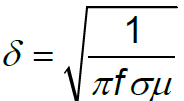 δ = √(1 / πfσμ)